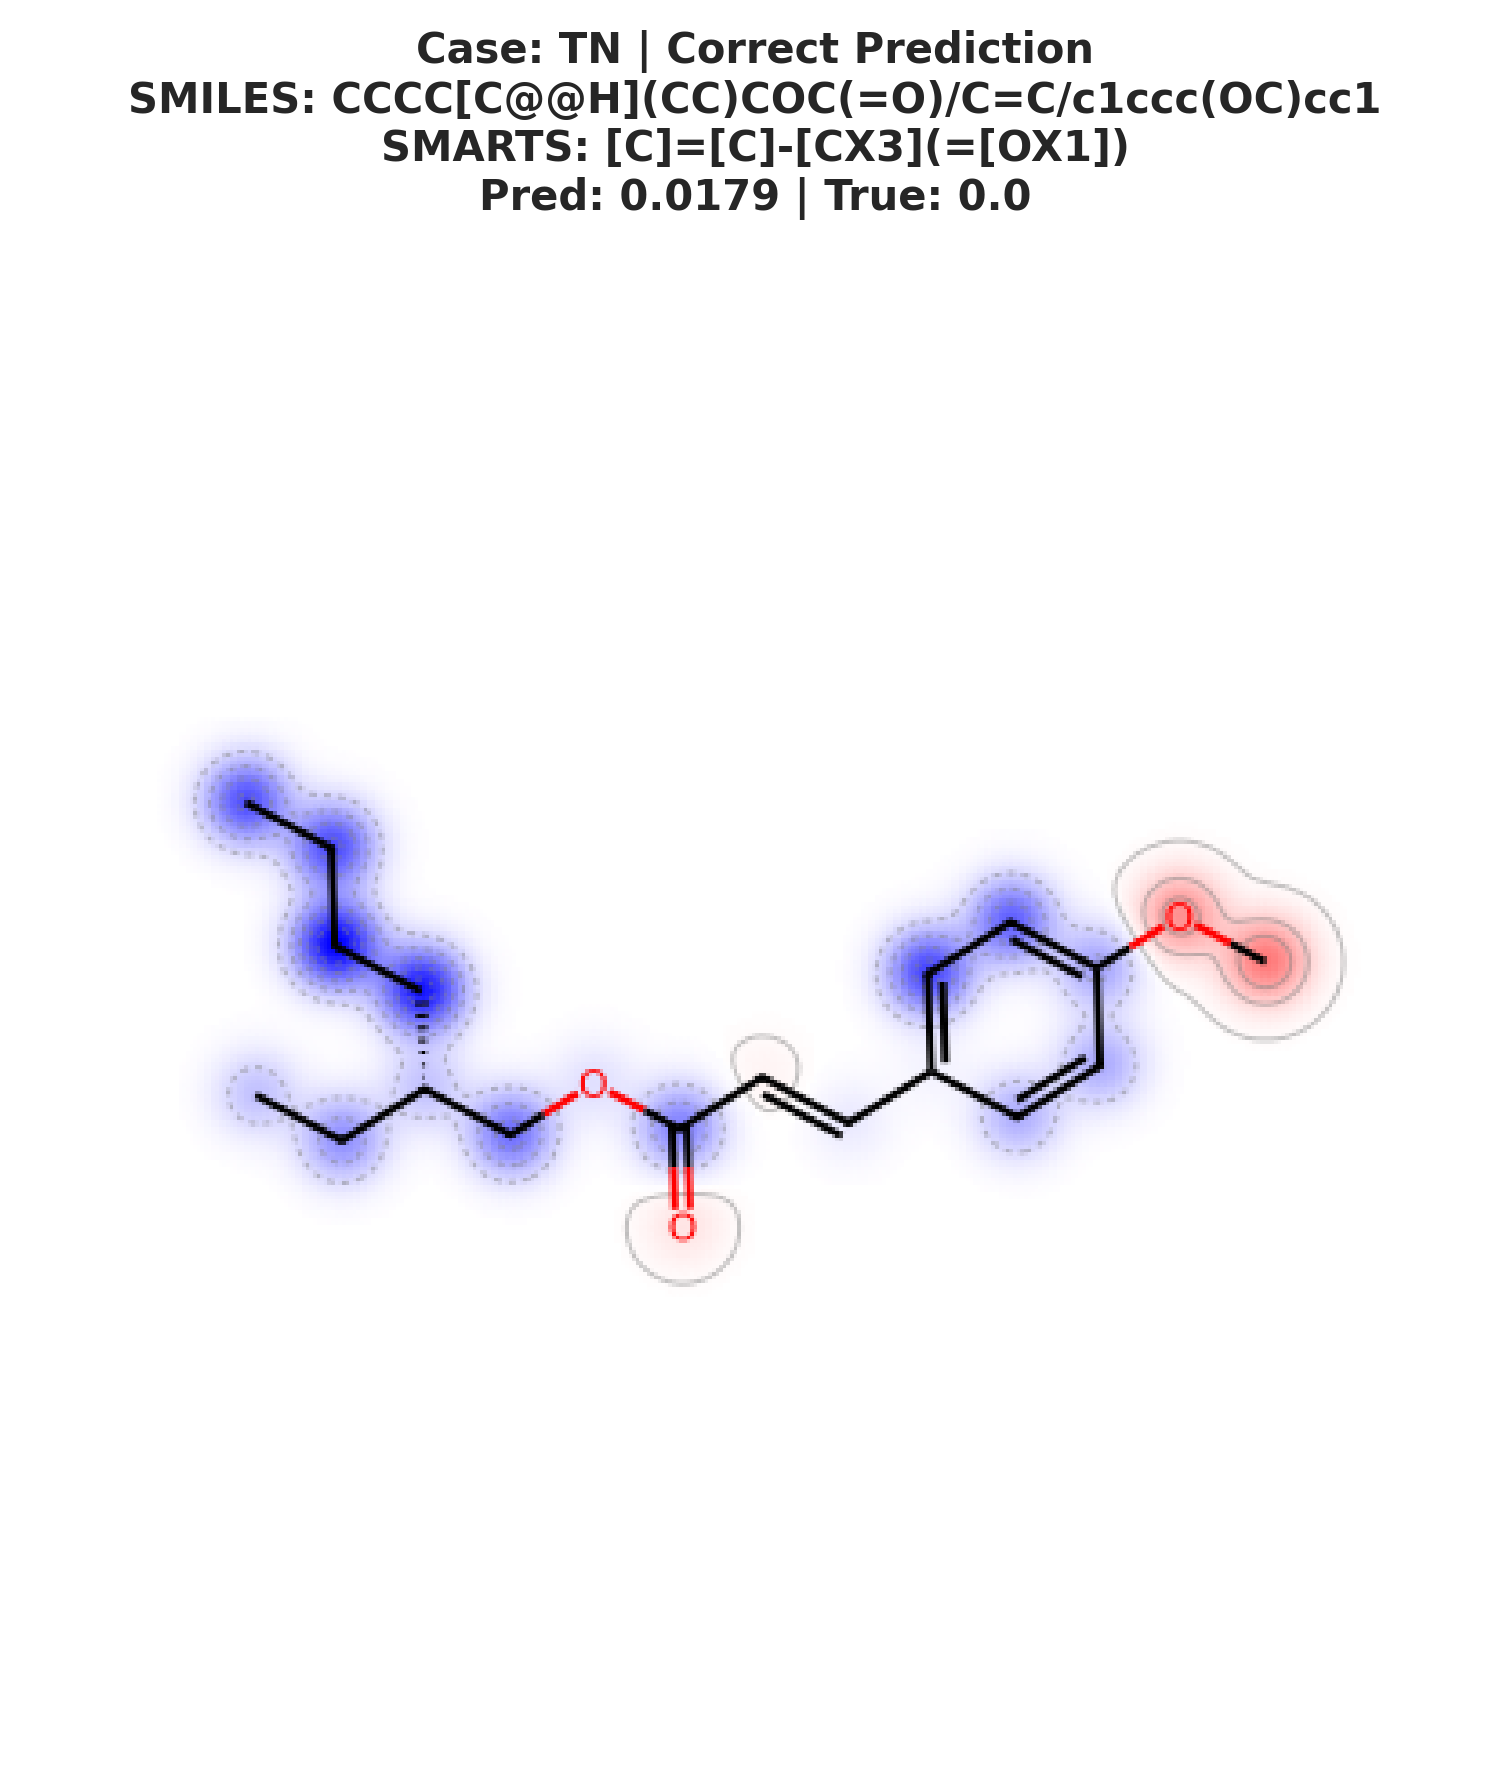 Case: TN | Correct Prediction
SMILES: CCCC[C@@H](CC)COC(=O)/C=C/c1ccc(OC)cc1
SMARTS: [C]=[C]-[CX3](=[OX1])
Pred: 0.0179 | True: 0.0
O
O
O